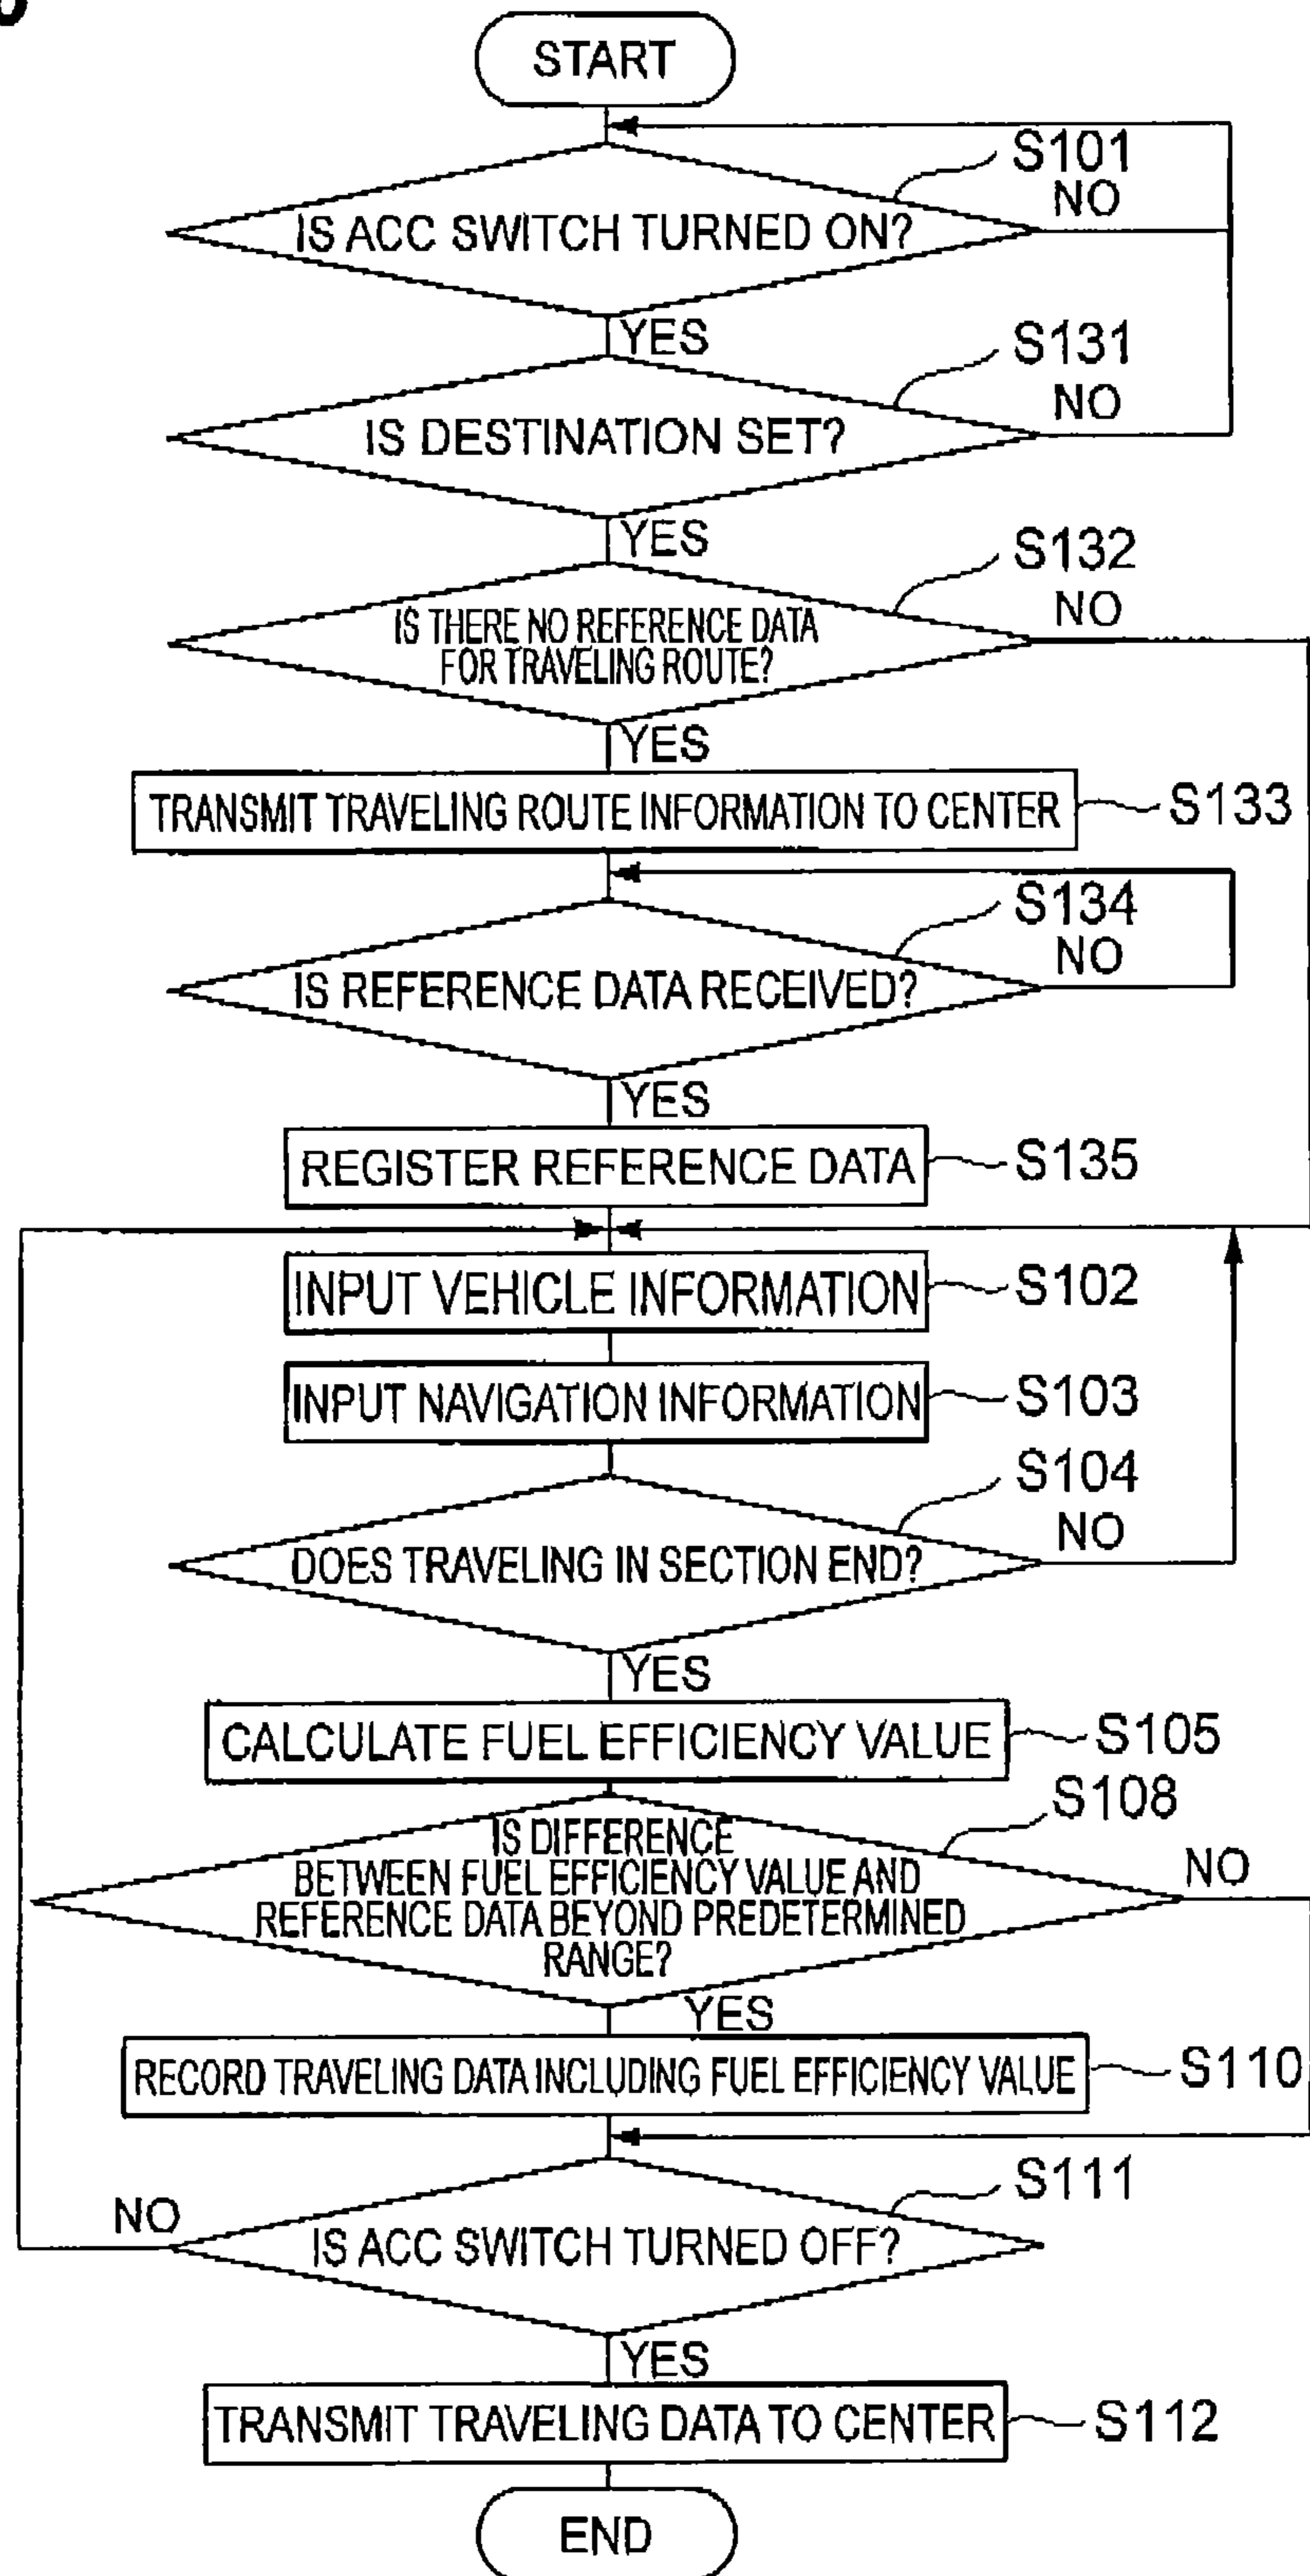 START
S101
NO
IS ACC SWITCH TURNED ON?
YES
S131
NO
IS DESTINATION SET?
YES
S132
NO
IS THERE NO REFERENCE DATA
FOR TRAVELING ROUTE?
YES
TRANSMIT TRAVELING ROUTE INFORMATION TO CENTER
S133
S134
NO
IS REFERENCE DATA RECEIVED?
YES
REGISTER REFERENCE DATA
S135
INPUT VEHICLE INFORMATION
S102
INPUT NAVIGATION INFORMATION
S103
S104
NO
DOES TRAVELING IN SECTION END?
YES
CALCULATE FUEL EFFICIENCY VALUE
S105
S108
IS DIFFERENCE
BETWEEN FUEL EFFICIENCY VALUE AND
REFERENCE DATA BEYOND PREDETERMINED
RANGE?
NO
YES
RECORD TRAVELING DATA INCLUDING FUEL EFFICIENCY VALUE
S110
S111
NO
IS ACC SWITCH TURNED OFF?
YES
TRANSMIT TRAVELING DATA TO CENTER
S112
END